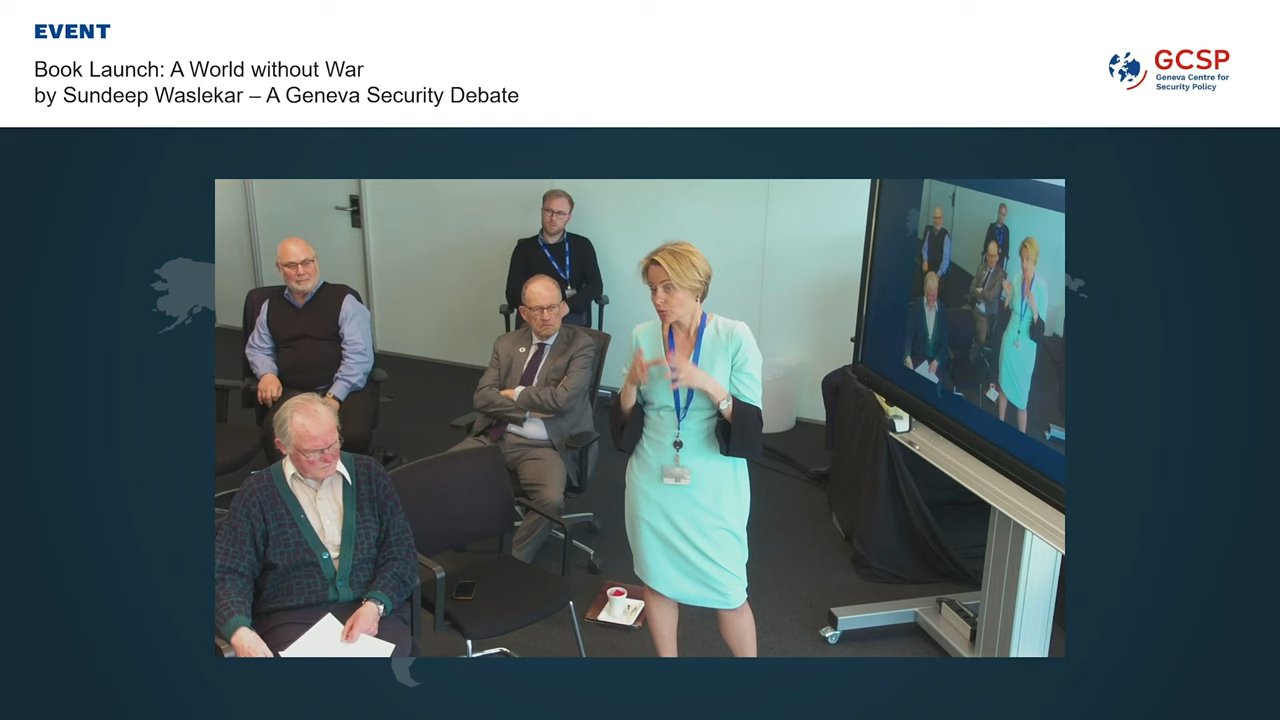 EVENT
Book Launch: A World without War
by Sundeep Waslekar – A Geneva Security Debate
GCSP
Geneva Centre for
Security Policy